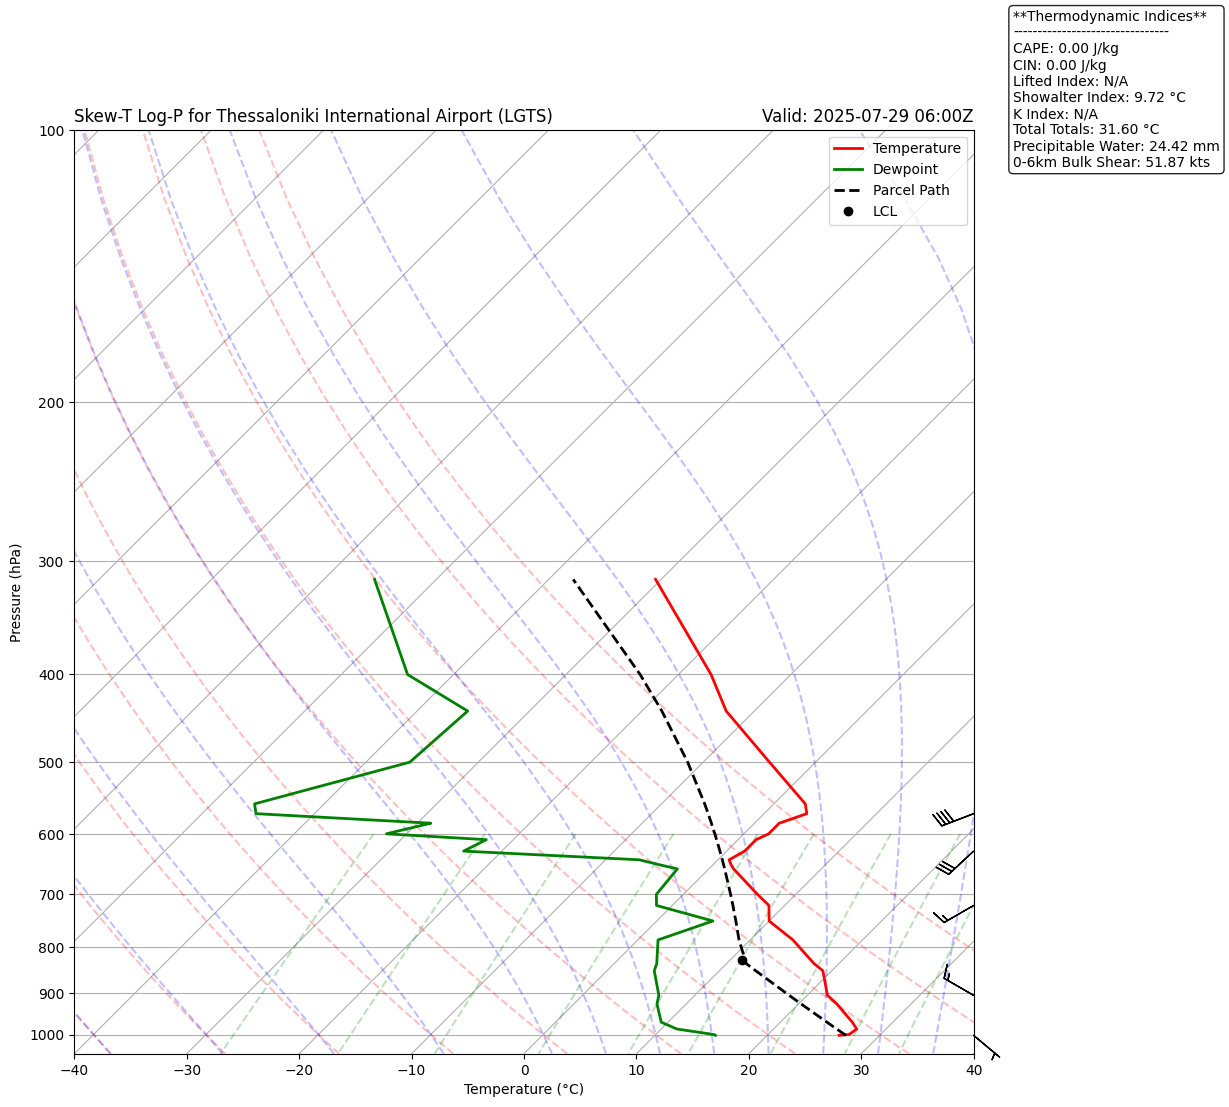 **Thermodynamic Indices**
--------------------------------
CAPE: 0.00 J/kg
CIN: 0.00 J/kg
Lifted Index: N/A
Showalter Index: 9.72 °C
K Index: N/A
Total Totals: 31.60 °C
Precipitable Water: 24.42 mm
0-6km Bulk Shear: 51.87 kts
Skew-T Log-P for Thessaloniki International Airport (LGTS)
Valid: 2025-07-29 06:00Z
Temperature
Dewpoint
Parcel Path
LCL
Pressure (hPa)
100
200
300
400
500
600
700
800
900
1000
−40
−30
−20
−10
0
10
20
30
40
Temperature (°C)